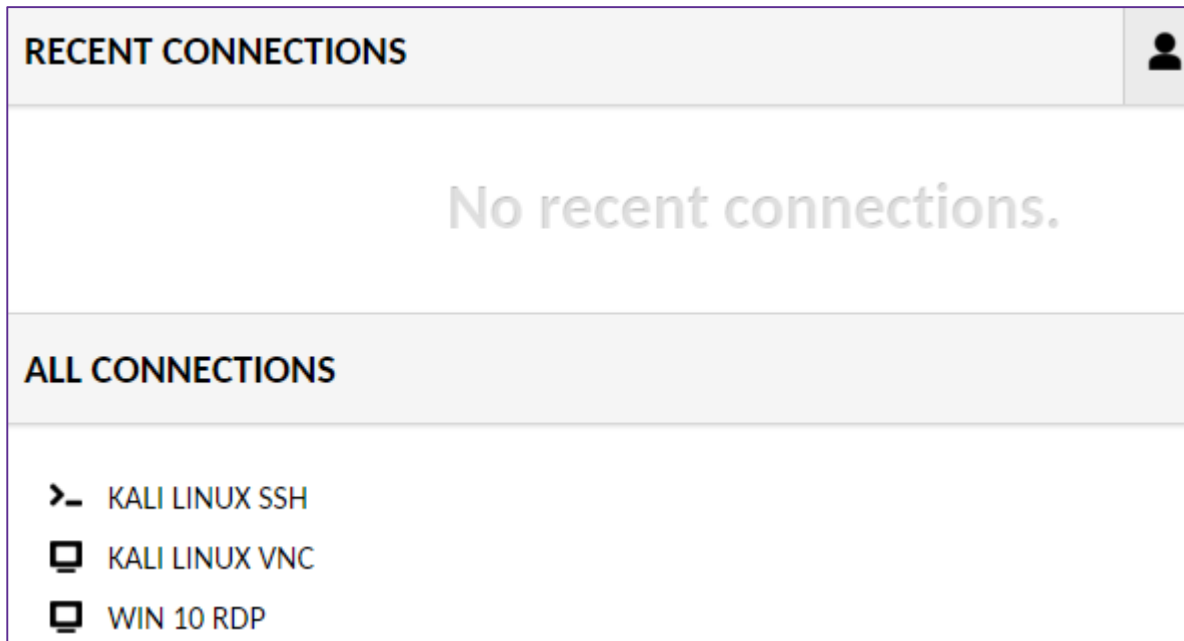 RECENT CONNECTIONS
No recent connections.
ALL CONNECTIONS
KALI LINUX SSH
KALI LINUX VNC
WIN 10 RDP